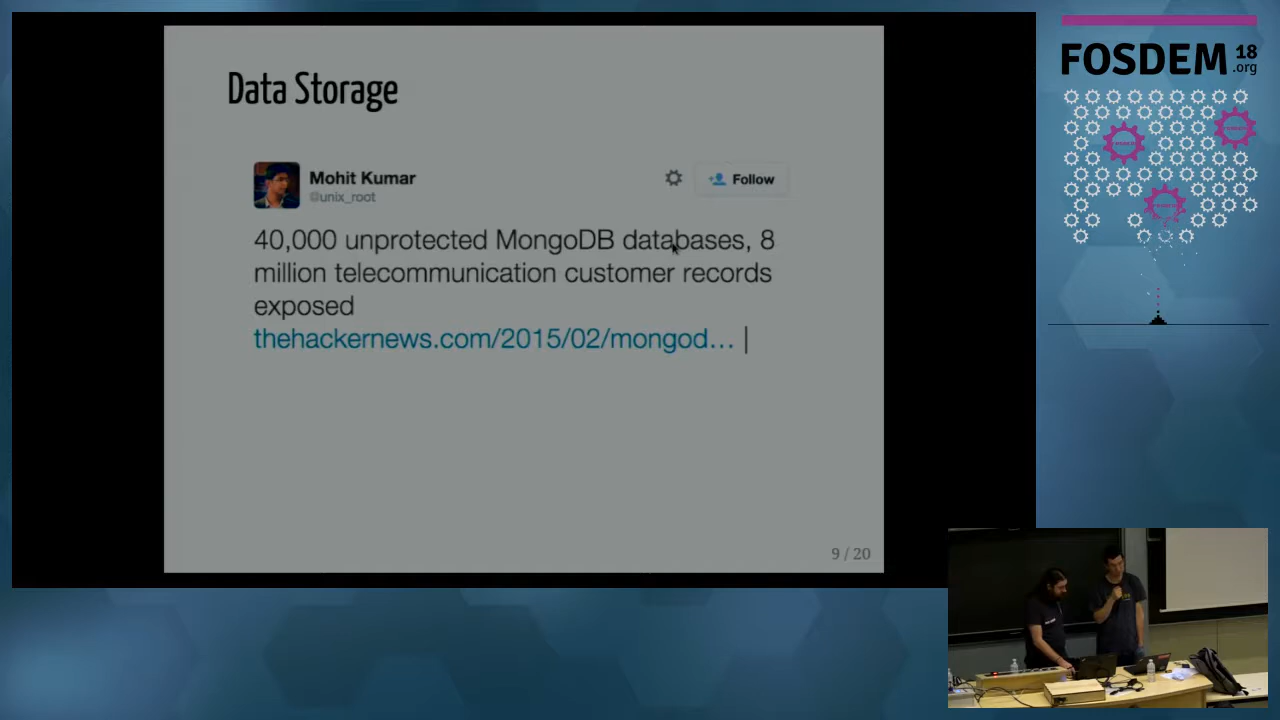 Data Storage
Mohit Kumar
@unix_root
Follow
40,000 unprotected MongoDB databases, 8
million telecommunication customer records
exposed
thehackernews.com/2015/02/mongod…
9 / 20
FOSDEM 18
.org